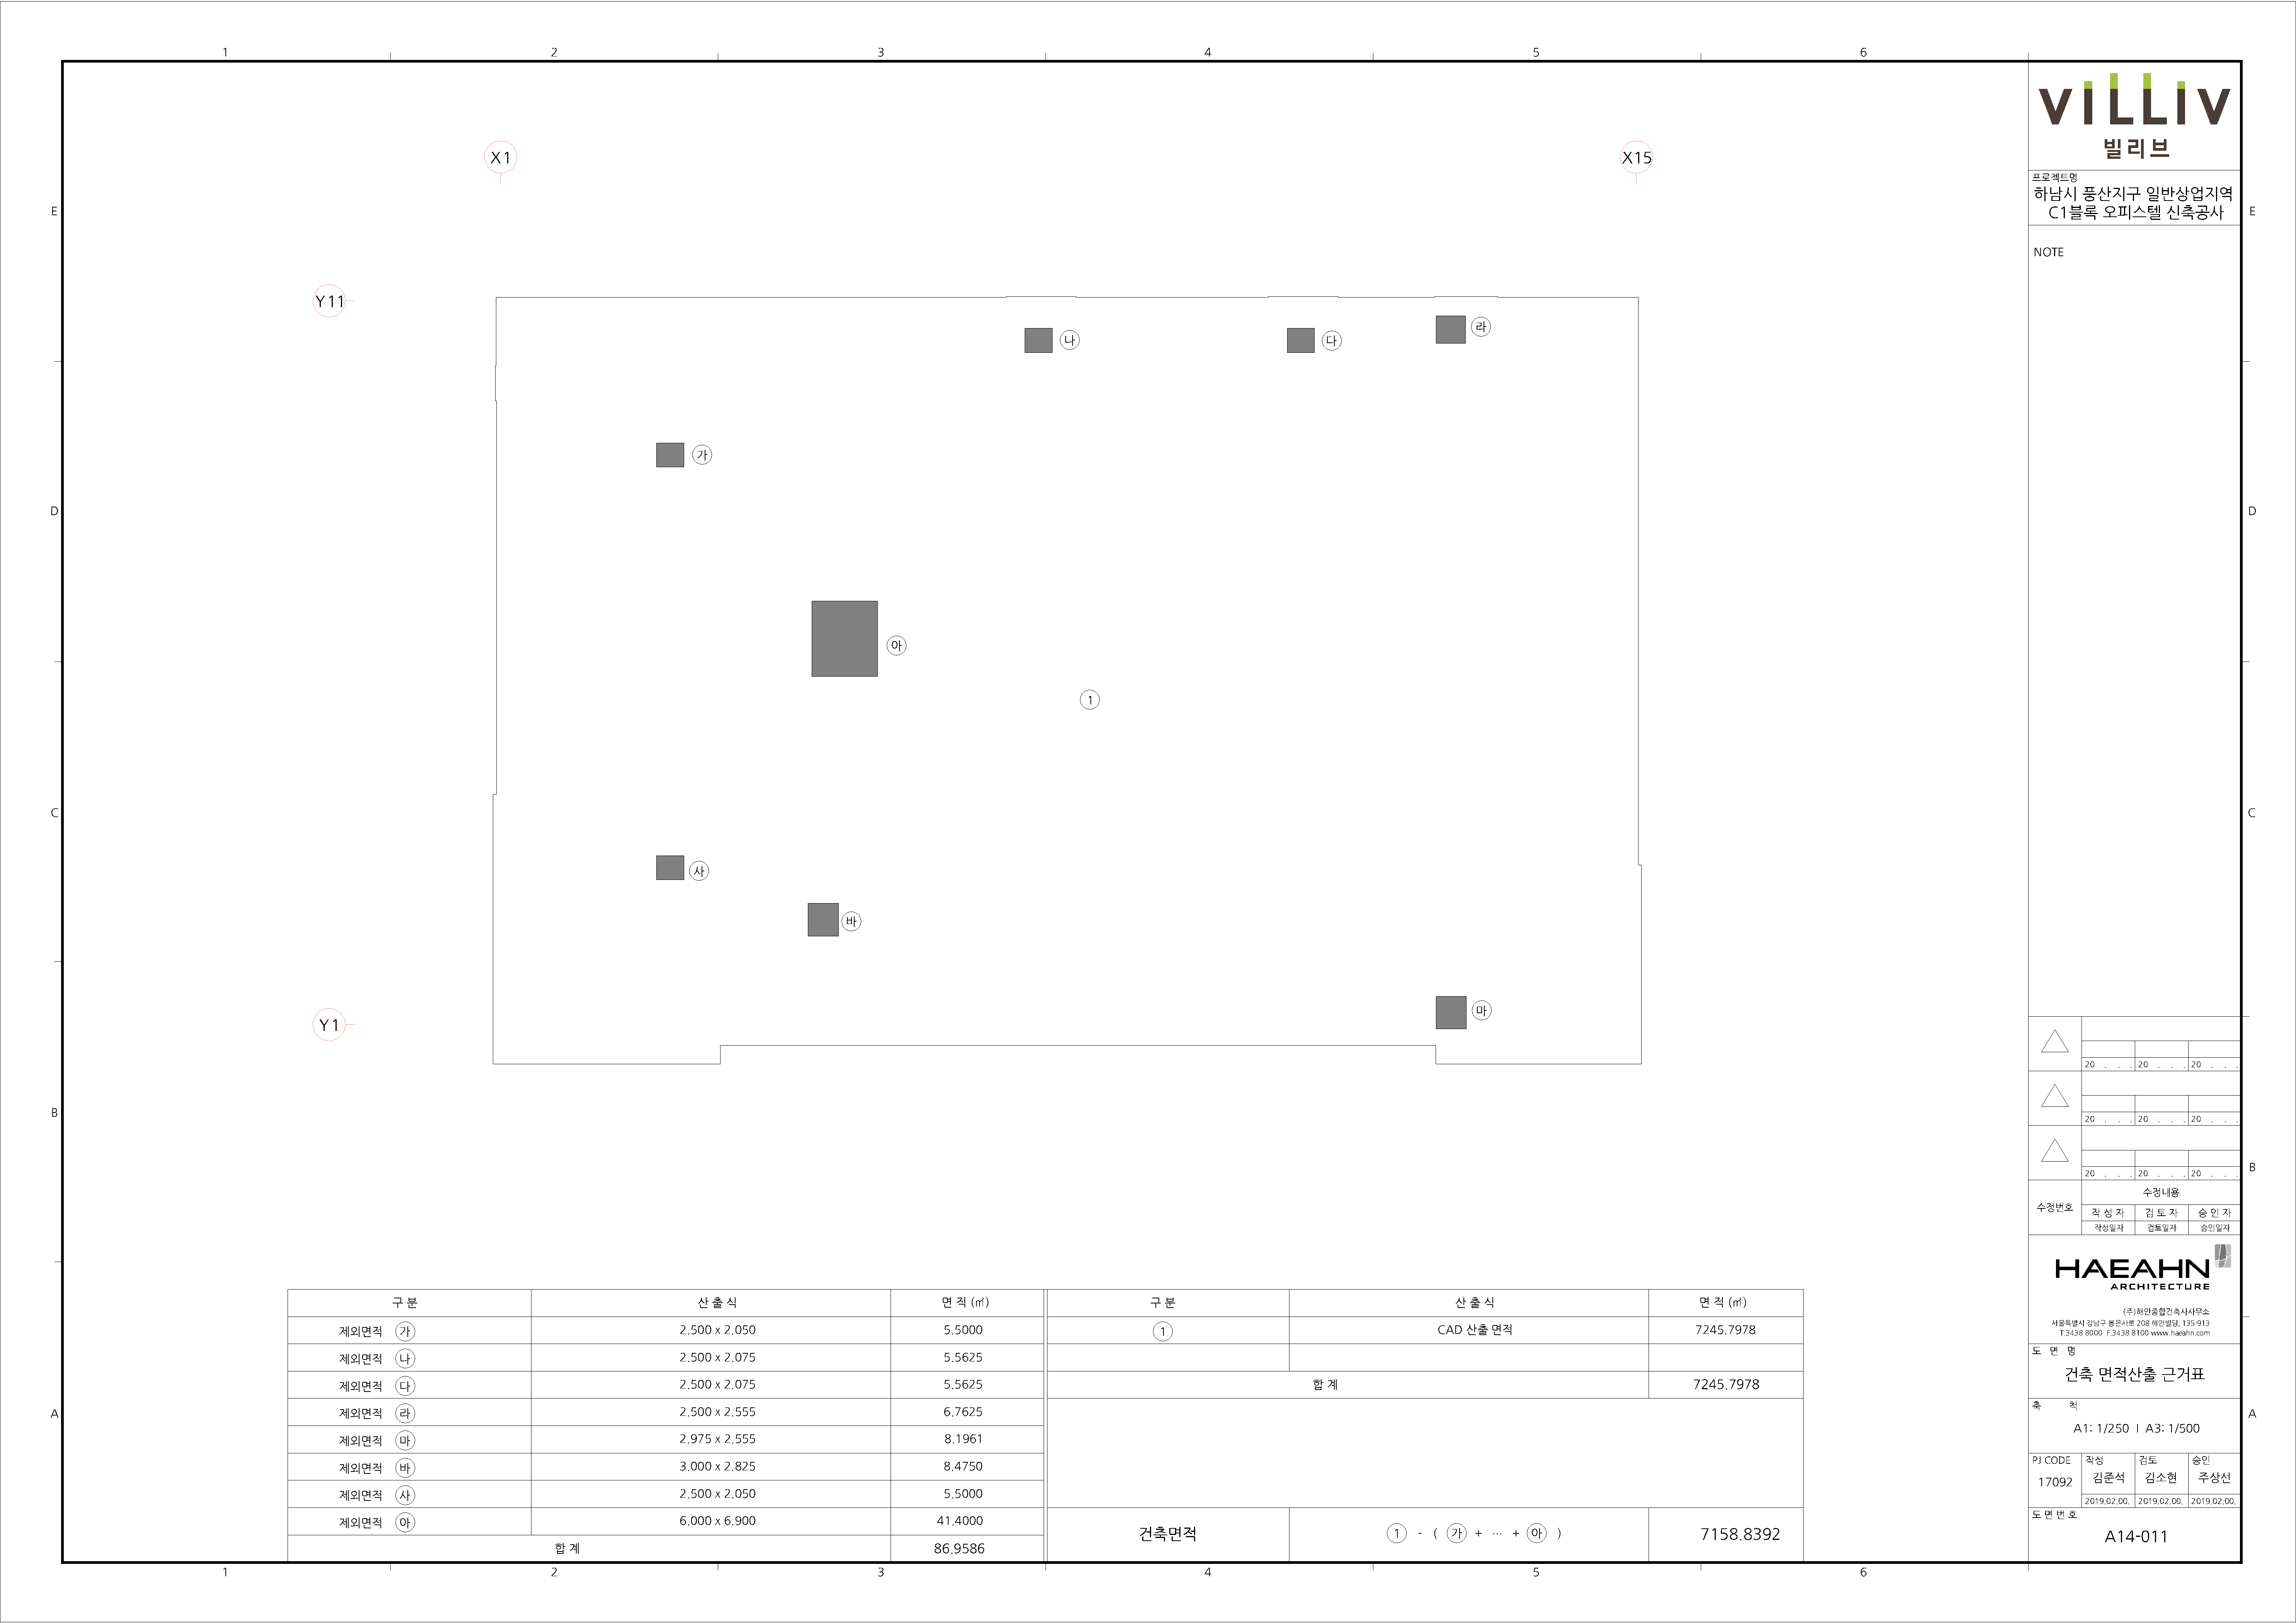 1 2 3 4 5 6
E
D
C
B
A
E
D
C
B
A
X1
X15
Y11
Y1
나
다
라
가
아
1
사
바
마
구 분 산 출 식 면 적 (㎡)
제외면적 가 2.500 x 2.050 5.5000
제외면적 나 2.500 x 2.075 5.5625
제외면적 다 2.500 x 2.075 5.5625
제외면적 라 2.500 x 2.555 6.7625
제외면적 마 2.975 x 2.555 8.1961
제외면적 바 3.000 x 2.825 8.4750
제외면적 사 2.500 x 2.050 5.5000
제외면적 아 6.000 x 6.900 41.4000
합 계 86.9586
구 분 산 출 식 면 적 (㎡)
1 CAD 산출 면적 7245.7978
합 계 7245.7978
건축면적 1 - ( 가 + ... + 아 ) 7158.8392
1 2 3 4 5 6
VILLIV
빌리브
프로젝트명
하남시 풍산지구 일반상업지역
C1블록 오피스텔 신축공사
NOTE
20 . . . 20 . . . 20 . . .
20 . . . 20 . . . 20 . . .
20 . . . 20 . . . 20 . . .
수정번호
수정내용
작 성 자 검 토 자 승 인 자
작성일자 검토일자 승인일자
HAEAHN
ARCHITECTURE
(주)해안종합건축사사무소
서울특별시 강남구 봉은사로 208 해안빌딩, 135-913
T.3438 8000 F.3438 8100 www.haeahn.com
도 면 명
건축 면적산출 근거표
축 척
A1: 1/250 I A3: 1/500
PJ CODE 작성 검토 승인
17092 김준석 김소현 주상선
2019.02.00. 2019.02.00. 2019.02.00.
도 면 번 호
A14-011